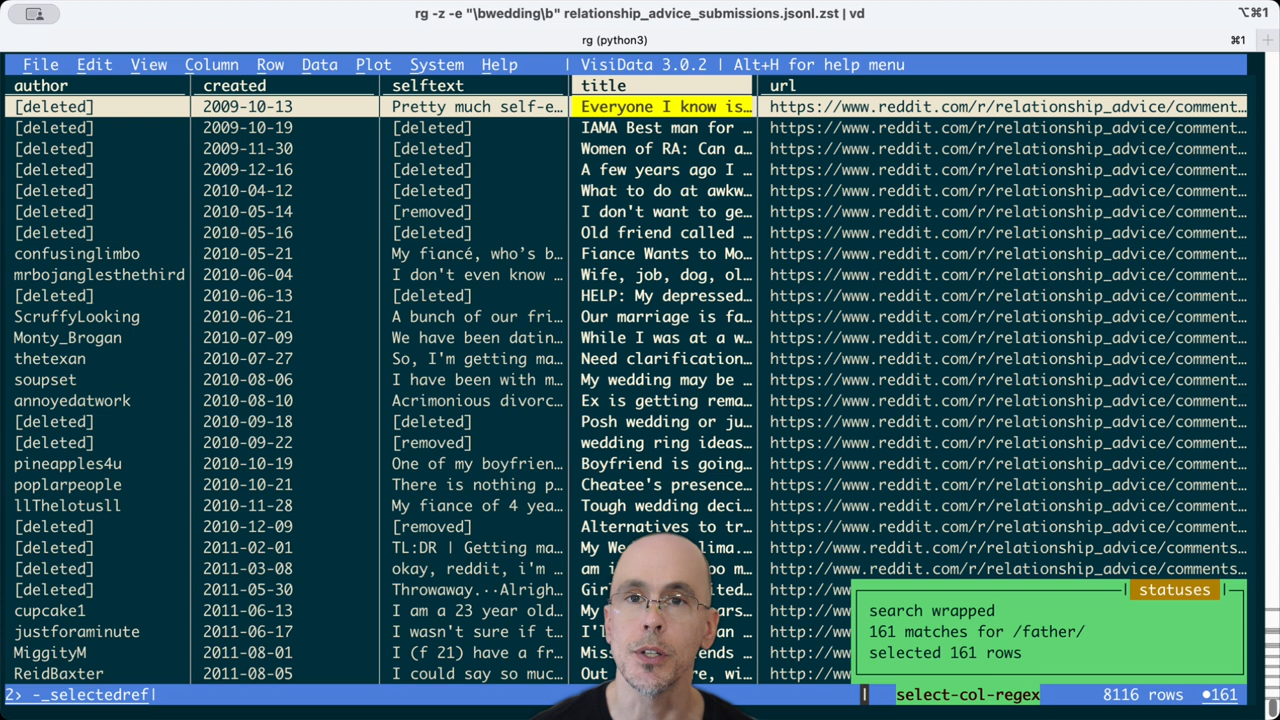 rg -z -e "\bwedding\b" relationship_advice_submissions.jsonl.zst | vd
⌥⌘1
rg (python3)
⌘1
File Edit View Column Row Data Plot System Help | VisiData 3.0.2 | Alt+H for help menu
author created selftext title url
[deleted] 2009-10-13 Pretty much self-e… Everyone I know is… https://www.reddit.com/r/relationship_advice/comment…
[deleted] 2009-10-19 [deleted] IAMA Best man for … https://www.reddit.com/r/relationship_advice/comment…
[deleted] 2009-11-30 [deleted] Women of RA: Can a… https://www.reddit.com/r/relationship_advice/comment…
[deleted] 2009-12-16 [deleted] A few years ago I … https://www.reddit.com/r/relationship_advice/comment…
[deleted] 2010-04-12 [deleted] What to do at awkw… https://www.reddit.com/r/relationship_advice/comment…
[deleted] 2010-05-14 [removed] I don't want to ge… https://www.reddit.com/r/relationship_advice/comment…
[deleted] 2010-05-16 [deleted] Old friend called … https://www.reddit.com/r/relationship_advice/comment…
confusinglimbo 2010-05-21 My fiancé, who’s b… Fiance Wants to Mo… https://www.reddit.com/r/relationship_advice/comment…
mrbojanglesthethird 2010-06-04 I don't even know … Wife, job, dog, ol… https://www.reddit.com/r/relationship_advice/comment…
[deleted] 2010-06-13 [deleted] HELP: My depressed… https://www.reddit.com/r/relationship_advice/comment…
ScruffyLooking 2010-06-21 A bunch of our fri… Our marriage is fa… https://www.reddit.com/r/relationship_advice/comment…
Monty_Brogan 2010-07-09 We have been datin… While I was at a w… https://www.reddit.com/r/relationship_advice/comment…
thetexan 2010-07-27 So, I'm getting ma… Need clarification… https://www.reddit.com/r/relationship_advice/comment…
soupset 2010-08-06 I have been with m… My wedding may be … https://www.reddit.com/r/relationship_advice/comment…
annoyedatwork 2010-08-10 Acrimonious divorc… Ex is getting rema… https://www.reddit.com/r/relationship_advice/comment…
[deleted] 2010-09-18 [deleted] Posh wedding or ju… https://www.reddit.com/r/relationship_advice/comment…
[deleted] 2010-09-22 [removed] wedding ring ideas… https://www.reddit.com/r/relationship_advice/comment…
pineapples4u 2010-10-19 One of my boyfrien… Boyfriend is going… https://www.reddit.com/r/relationship_advice/comment…
poplarpeople 2010-10-21 There is nothing p… Cheatee's presence… https://www.reddit.com/r/relationship_advice/comment…
llThelotusll 2010-11-28 My fiance of 4 yea… Tough wedding deci… https://www.reddit.com/r/relationship_advice/comment…
[deleted] 2010-12-09 [removed] Alternatives to tr… https://www.reddit.com/r/relationship_advice/comment…
[deleted] 2011-02-01 TL:DR | Getting ma… My We lima.… http://www.reddit.com/r/relationship_advice/comments…
[deleted] 2011-03-08 okay, reddit, i'm … am i o m… http://www.reddit.com/r/relationship_advice/comments…
[deleted] 2011-05-30 Throwaway.··Alrigh… Gir ited…
cupcake1 2011-06-13 I am a 23 year old… My ars…
justforaminute 2011-06-17 I wasn't sure if t… I'l an
MiggityM 2011-08-01 I (f 21) have a fr… Mis ends
ReidBaxter 2011-08-05 I could say so muc… Out re, wi…
statuses
search wrapped
161 matches for /father/
selected 161 rows
2› -_selectedref| select-col-regex 8116 rows •161